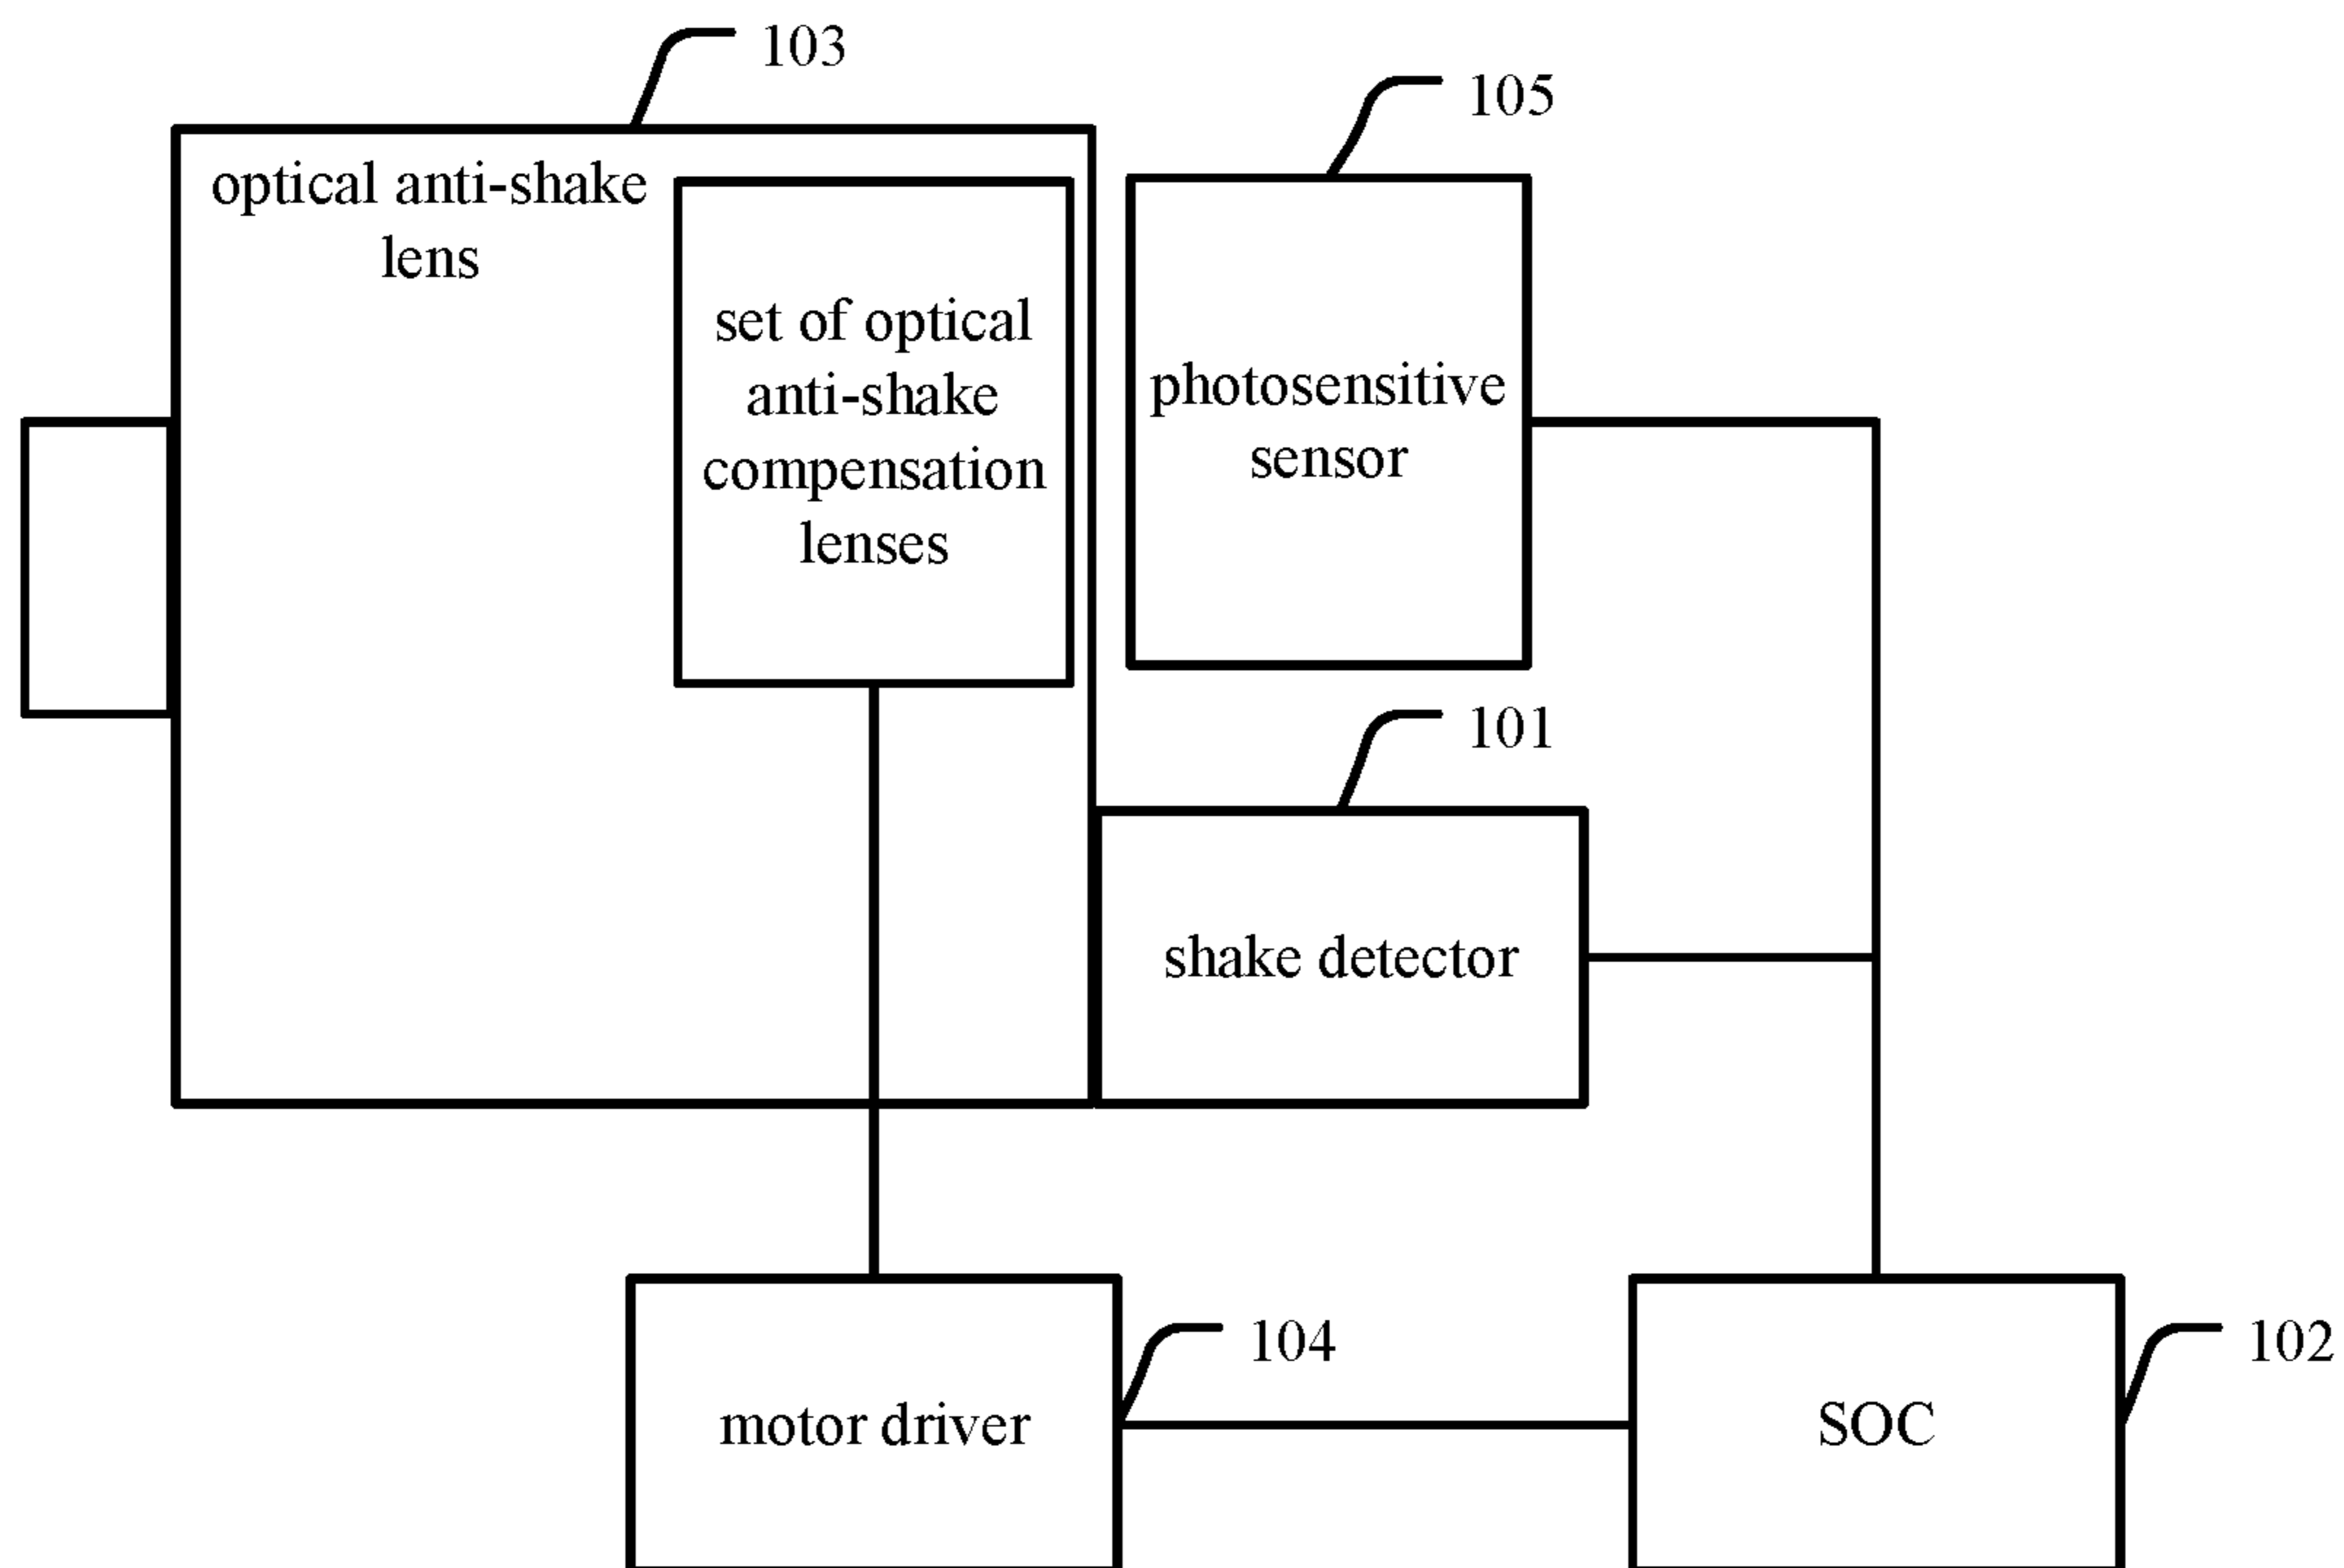 103
105
optical anti-shake
lens
set of optical
anti-shake
compensation
lenses
photosensitive
sensor
101
shake detector
104
102
motor driver
SOC